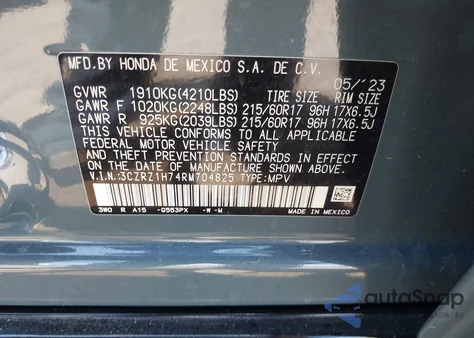 MFD.BY HONDA DE MEXICO S.A. DE C.V.
05/'23
GVWR 1910KG(4210LBS) TIRE SIZE RIM SIZE
GAWR F 1020KG(2248LBS) 215/60R17 96H 17X6.5J
GAWR R 925KG(2039LBS) 215/60R17 96H 17X6.5J
THIS VEHICLE CONFORMS TO ALL APPLICABLE
FEDERAL MOTOR VEHICLE SAFETY
AND THEFT PREVENTION STANDARDS IN EFFECT
ON THE DATE OF MANUFACTURE SHOWN ABOVE.
V.I.N.:3CZRZ1H74RM704825 TYPE:MPV
3W0 R A15 -G553PX -W-M
autoSnap